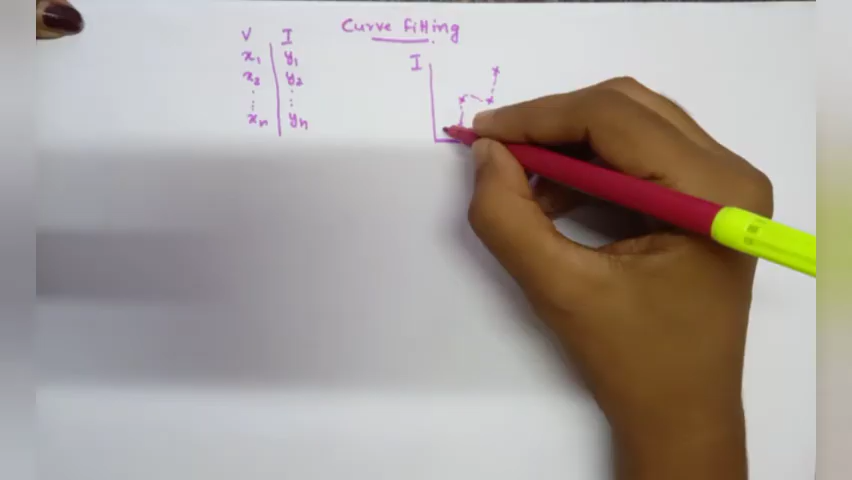 Curve fitting
V I
x1 y1
x2 y2
⋮ ⋮
xn yn
I